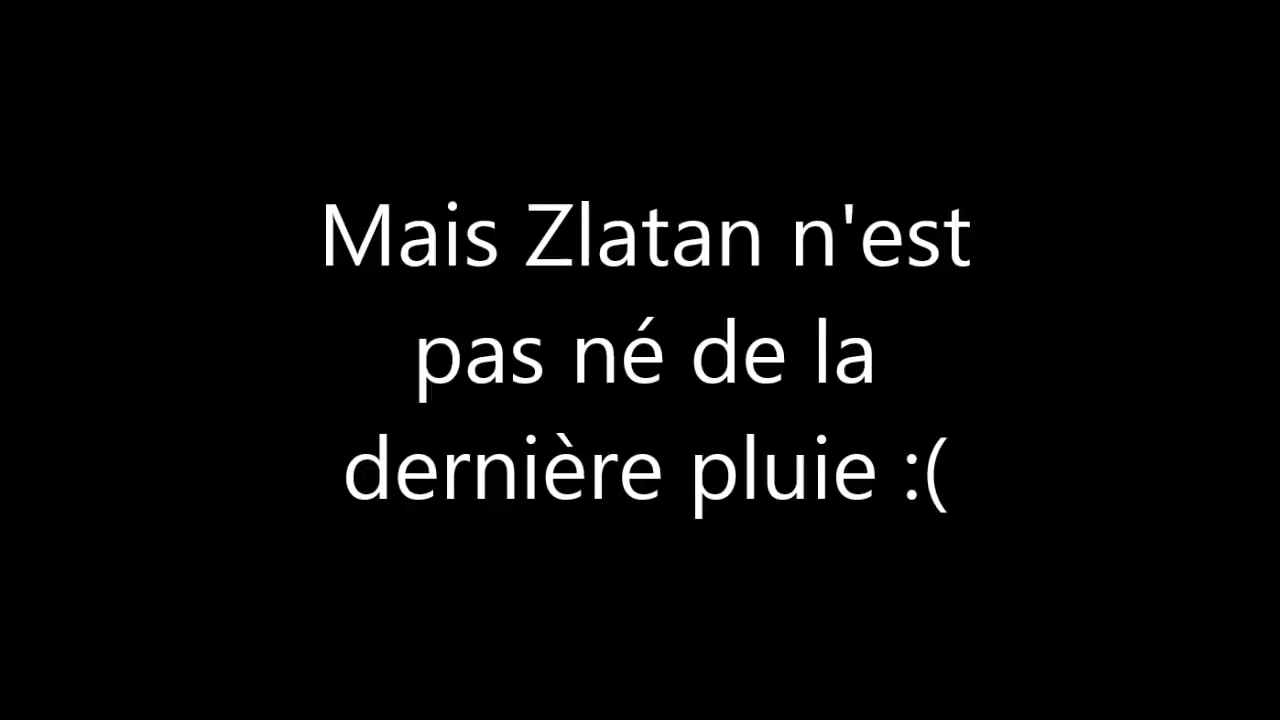 Mais Zlatan n'est
pas né de la
dernière pluie :(